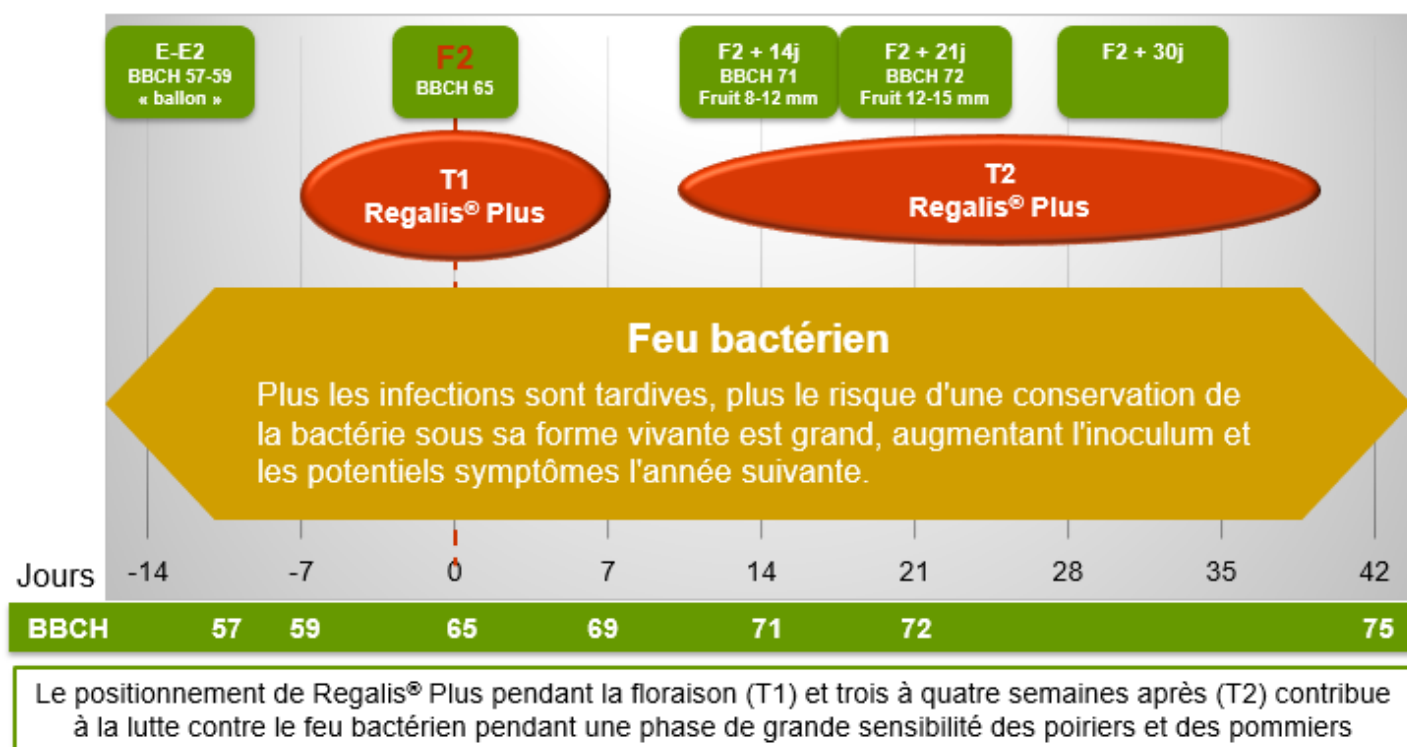 E-E2
BBCH 57-59
« ballon »
F2
BBCH 65
F2 + 14j
BBCH 71
Fruit 8-12 mm
F2 + 21j
BBCH 72
Fruit 12-15 mm
F2 + 30j
T1
Regalis® Plus
T2
Regalis® Plus
Feu bactérien
Plus les infections sont tardives, plus le risque d'une conservation de
la bactérie sous sa forme vivante est grand, augmentant l'inoculum et
les potentiels symptômes l'année suivante.
Jours -14 -7 0 7 14 21 28 35 42
BBCH 57 59 65 69 71 72 75
Le positionnement de Regalis® Plus pendant la floraison (T1) et trois à quatre semaines après (T2) contribue
à la lutte contre le feu bactérien pendant une phase de grande sensibilité des poiriers et des pommiers